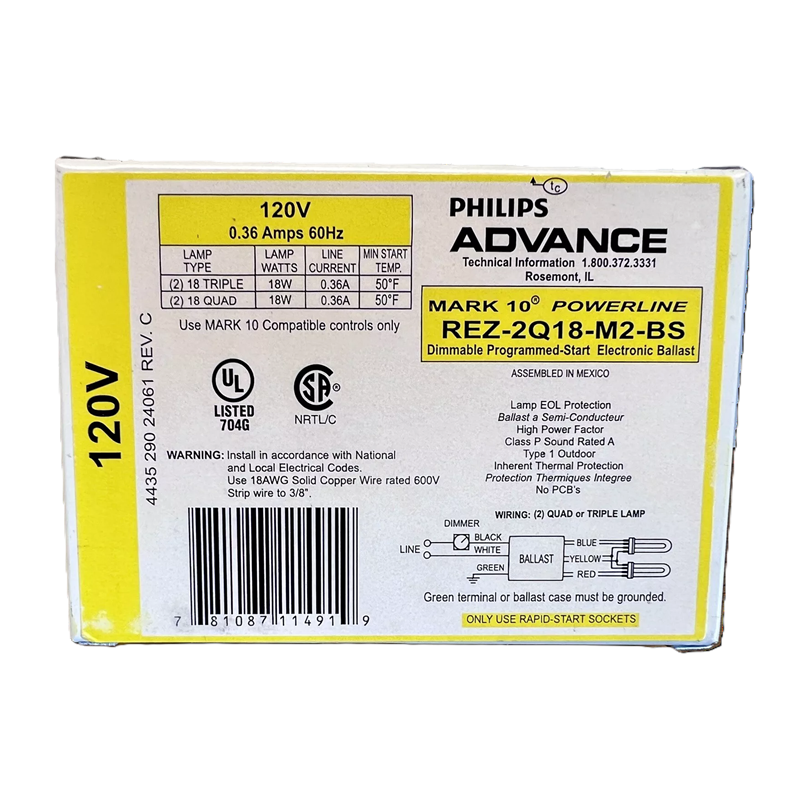 120V
4435 290 24061 REV. C
120V
0.36 Amps 60Hz
LAMP TYPE LAMP WATTS LINE CURRENT MIN START TEMP.
(2) 18 TRIPLE 18W 0.36A 50°F
(2) 18 QUAD 18W 0.36A 50°F
Use MARK 10 Compatible controls only
UL
LISTED
704G
SA ®
NRTL/C
WARNING: Install in accordance with National
and Local Electrical Codes.
Use 18AWG Solid Copper Wire rated 600V
Strip wire to 3/8".
7 81087 11491 9
tc
PHILIPS
ADVANCE
Technical Information 1.800.372.3331
Rosemont, IL
MARK 10® POWERLINE
REZ-2Q18-M2-BS
Dimmable Programmed-Start Electronic Ballast
ASSEMBLED IN MEXICO
Lamp EOL Protection
Ballast a Semi-Conducteur
High Power Factor
Class P Sound Rated A
Type 1 Outdoor
Inherent Thermal Protection
Protection Thermiques Integree
No PCB's
WIRING: (2) QUAD or TRIPLE LAMP
DIMMER
LINE
BLACK
WHITE
GREEN
BALLAST
BLUE
YELLOW
RED
Green terminal or ballast case must be grounded.
ONLY USE RAPID-START SOCKETS